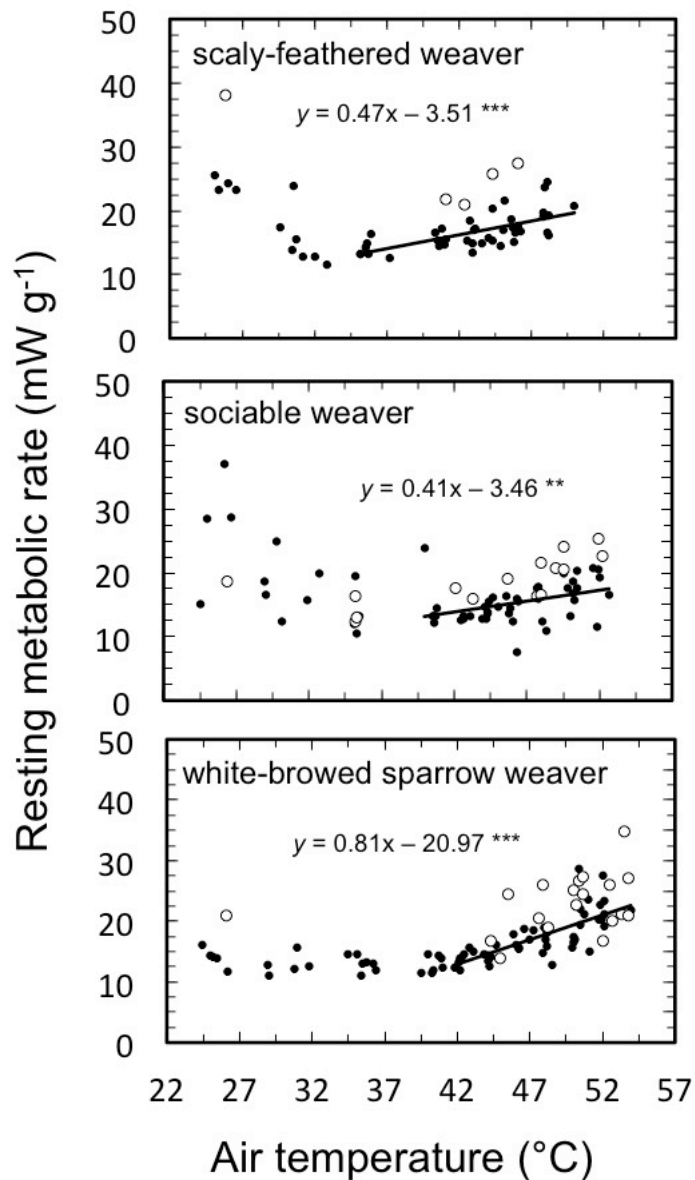 Resting metabolic rate (mW g⁻¹)
50
40
30
20
10
0
scaly-feathered weaver
y = 0.47x – 3.51 ***
50
40
30
20
10
0
sociable weaver
y = 0.41x – 3.46 **
50
40
30
20
10
0
white-browed sparrow weaver
y = 0.81x – 20.97 ***
22 27 32 37 42 47 52 57
Air temperature (°C)